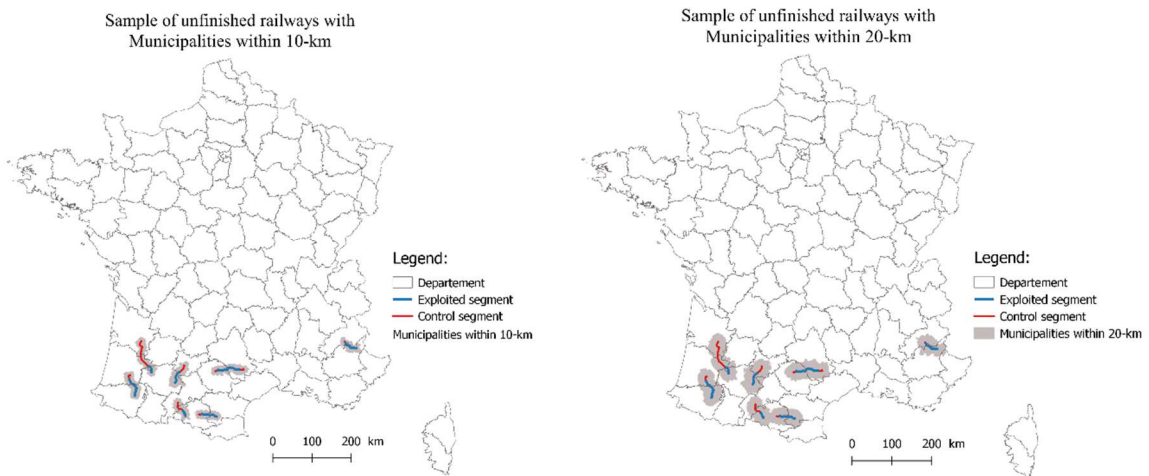 Sample of unfinished railways with
Municipalities within 10-km
Legend:
Departement
Exploited segment
Control segment
Municipalities within 10-km
0 100 200 km
Sample of unfinished railways with
Municipalities within 20-km
Legend:
Departement
Exploited segment
Control segment
Municipalities within 20-km
0 100 200 km